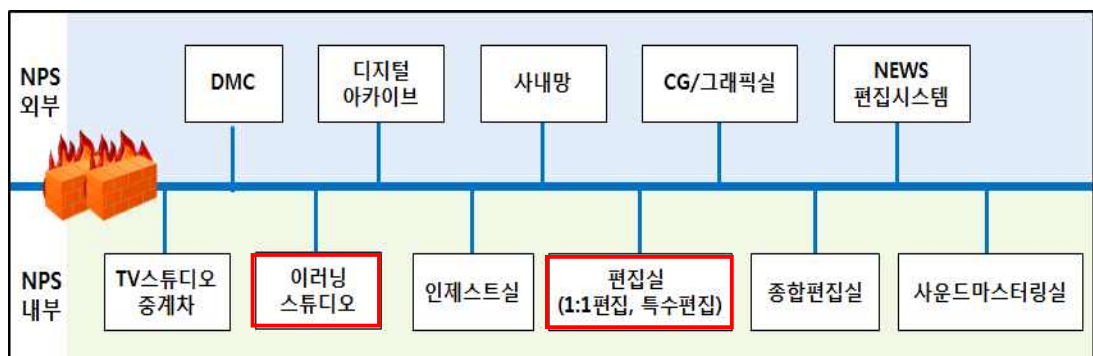 NPS
외부
DMC
디지털
아카이브
사내망
CG/그래픽실
NEWS
편집시스템
NPS
내부
TV스튜디오
중계차
이러닝
스튜디오
인제스트실
편집실
(1:1편집, 특수편집)
종합편집실
사운드마스터링실